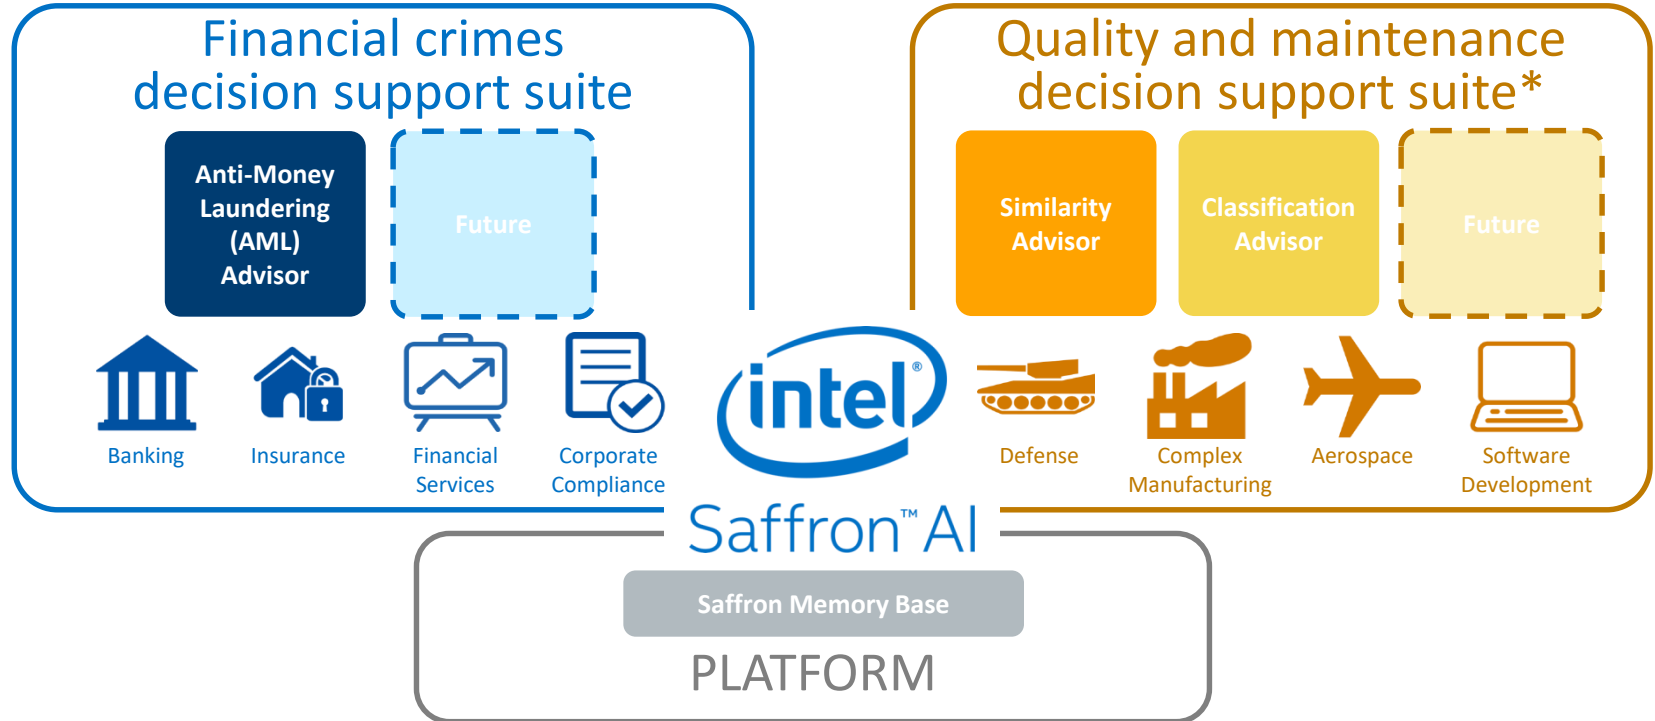 Financial crimes
decision support suite
Anti-Money
Laundering
(AML)
Advisor
Future
Banking
Insurance
Financial
Services
Corporate
Compliance
Quality and maintenance
decision support suite*
Similarity
Advisor
Classification
Advisor
Future
Defense
Complex
Manufacturing
Aerospace
Software
Development
intel®
Saffron™ AI
Saffron Memory Base
PLATFORM